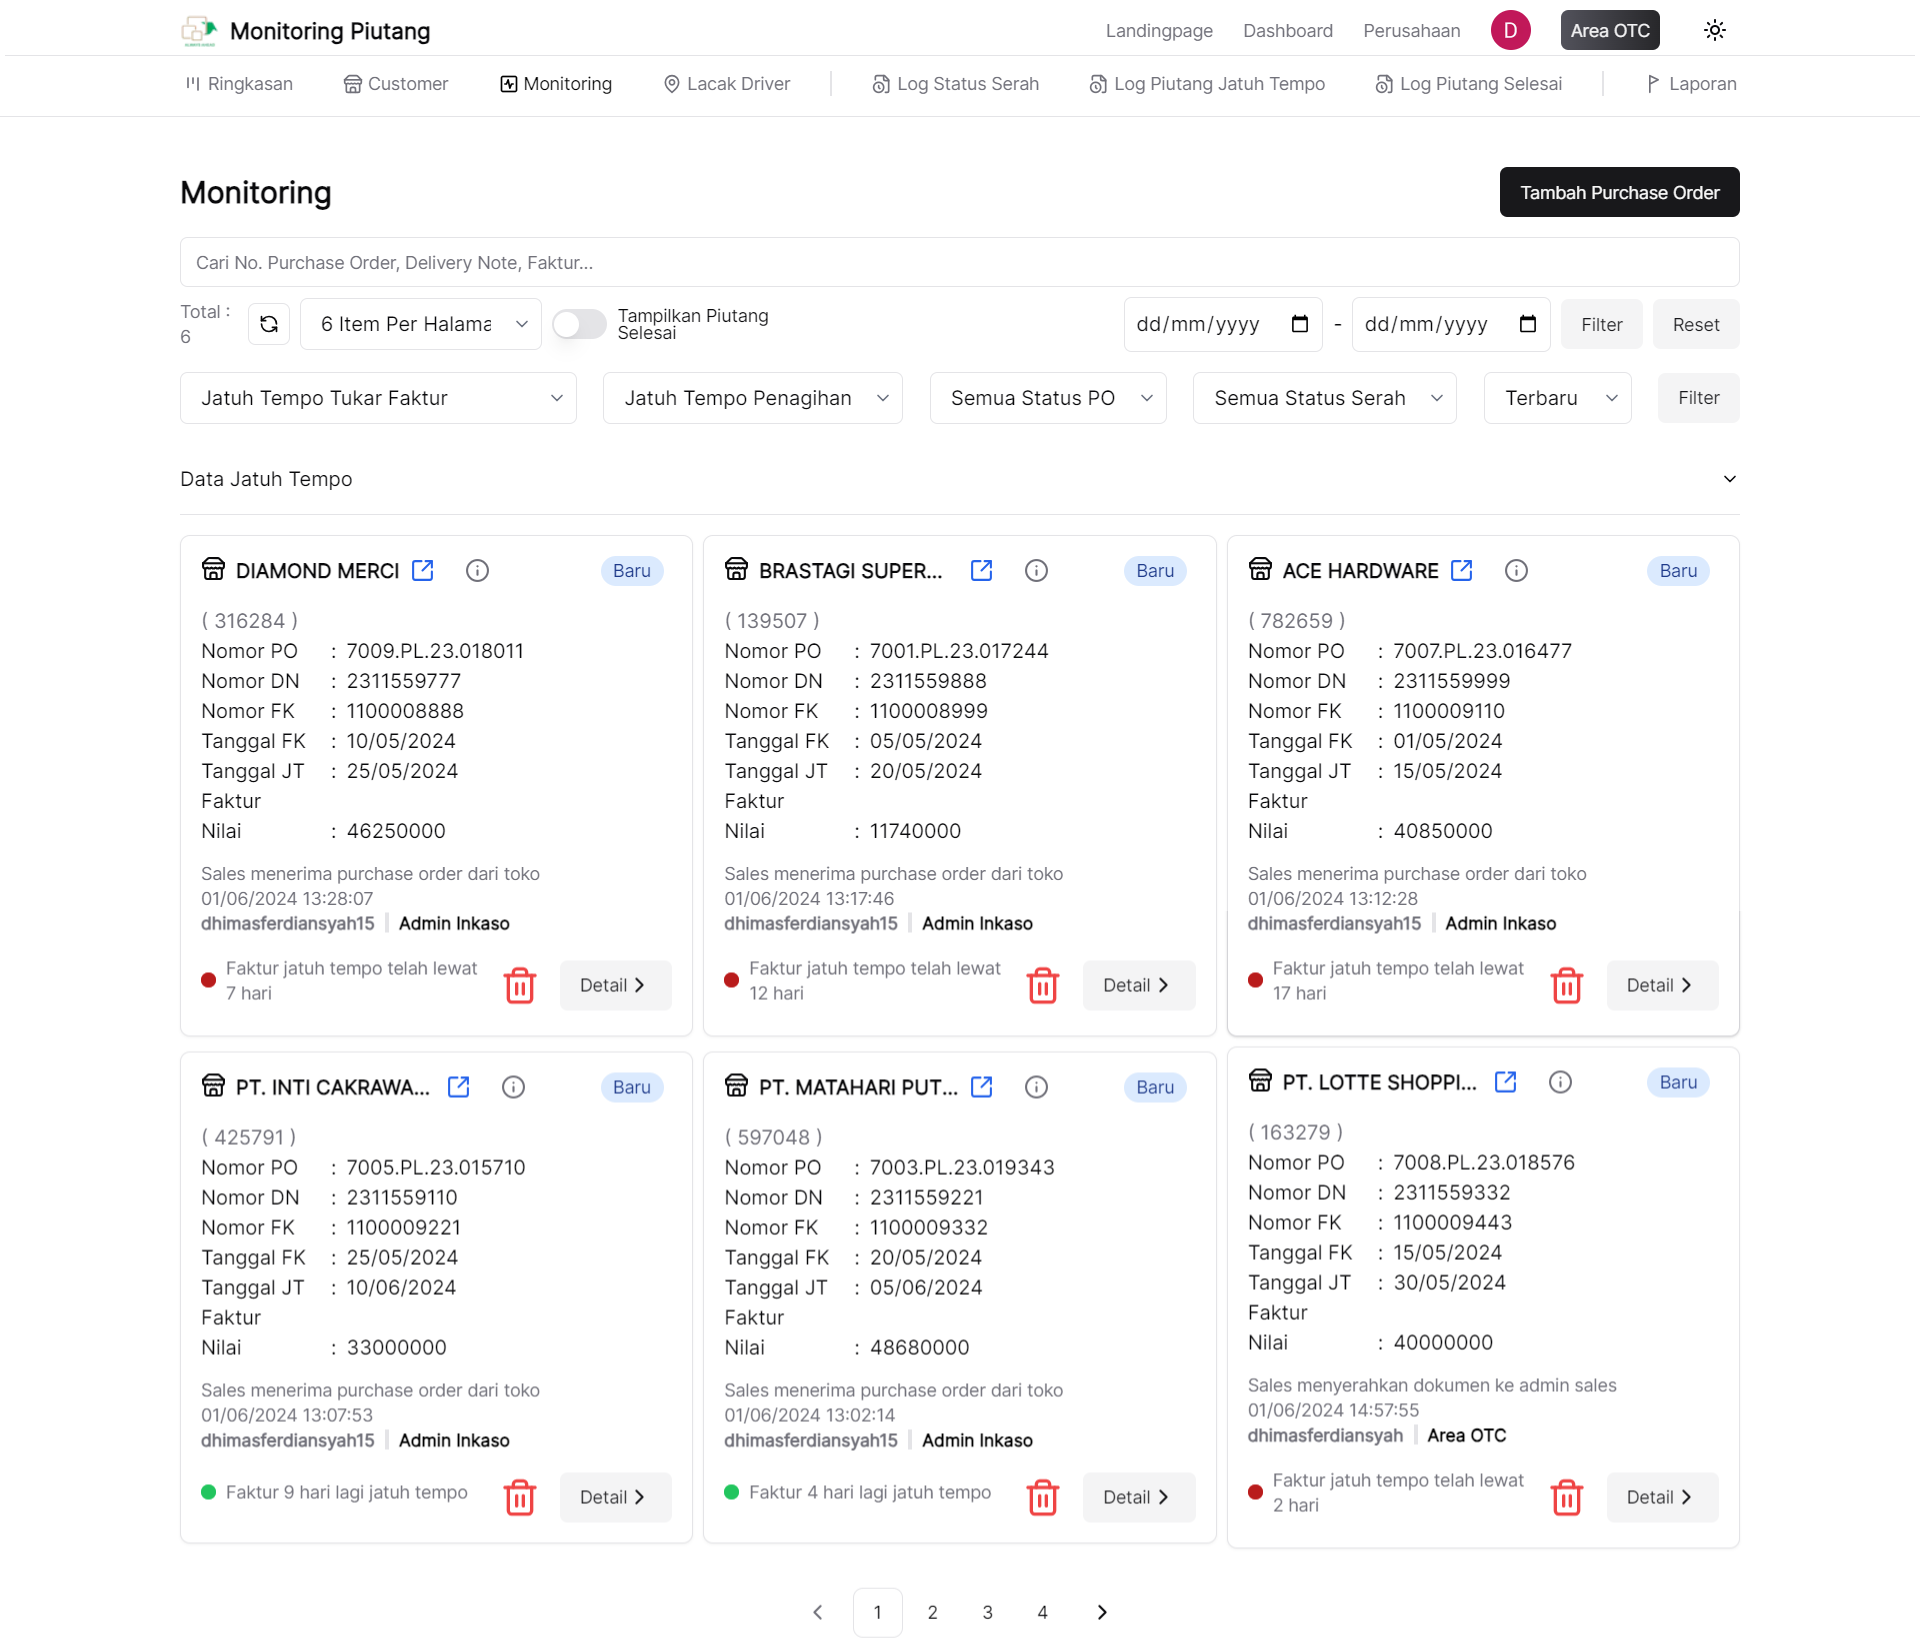 Monitoring Piutang
Landingpage Dashboard Perusahaan D Area OTC
Ringkasan Customer Monitoring Lacak Driver Log Status Serah Log Piutang Jatuh Tempo Log Piutang Selesai Laporan
Monitoring
Tambah Purchase Order
Cari No. Purchase Order, Delivery Note, Faktur...
Total :
6
6 Item Per Halama
Tampilkan Piutang
Selesai
dd/mm/yyyy - dd/mm/yyyy Filter Reset
Jatuh Tempo Tukar Faktur Jatuh Tempo Penagihan Semua Status PO Semua Status Serah Terbaru Filter
Data Jatuh Tempo
DIAMOND MERCI Baru
( 316284 )
Nomor PO : 7009.PL.23.018011
Nomor DN : 2311559777
Nomor FK : 1100008888
Tanggal FK : 10/05/2024
Tanggal JT : 25/05/2024
Faktur
Nilai : 46250000
Sales menerima purchase order dari toko
01/06/2024 13:28:07
dhimasferdiansyah15 Admin Inkaso
Faktur jatuh tempo telah lewat
7 hari
Detail
BRASTAGI SUPER... Baru
( 139507 )
Nomor PO : 7001.PL.23.017244
Nomor DN : 2311559888
Nomor FK : 1100008999
Tanggal FK : 05/05/2024
Tanggal JT : 20/05/2024
Faktur
Nilai : 11740000
Sales menerima purchase order dari toko
01/06/2024 13:17:46
dhimasferdiansyah15 Admin Inkaso
Faktur jatuh tempo telah lewat
12 hari
Detail
ACE HARDWARE Baru
( 782659 )
Nomor PO : 7007.PL.23.016477
Nomor DN : 2311559999
Nomor FK : 1100009110
Tanggal FK : 01/05/2024
Tanggal JT : 15/05/2024
Faktur
Nilai : 40850000
Sales menerima purchase order dari toko
01/06/2024 13:12:28
dhimasferdiansyah15 Admin Inkaso
Faktur jatuh tempo telah lewat
17 hari
Detail
PT. INTI CAKRAWA... Baru
( 425791 )
Nomor PO : 7005.PL.23.015710
Nomor DN : 2311559110
Nomor FK : 1100009221
Tanggal FK : 25/05/2024
Tanggal JT : 10/06/2024
Faktur
Nilai : 33000000
Sales menerima purchase order dari toko
01/06/2024 13:07:53
dhimasferdiansyah15 Admin Inkaso
Faktur 9 hari lagi jatuh tempo
Detail
PT. MATAHARI PUT... Baru
( 597048 )
Nomor PO : 7003.PL.23.019343
Nomor DN : 2311559221
Nomor FK : 1100009332
Tanggal FK : 20/05/2024
Tanggal JT : 05/06/2024
Faktur
Nilai : 48680000
Sales menerima purchase order dari toko
01/06/2024 13:02:14
dhimasferdiansyah15 Admin Inkaso
Faktur 4 hari lagi jatuh tempo
Detail
PT. LOTTE SHOPPI... Baru
( 163279 )
Nomor PO : 7008.PL.23.018576
Nomor DN : 2311559332
Nomor FK : 1100009443
Tanggal FK : 15/05/2024
Tanggal JT : 30/05/2024
Faktur
Nilai : 40000000
Sales menyerahkan dokumen ke admin sales
01/06/2024 14:57:55
dhimasferdiansyah Area OTC
Faktur jatuh tempo telah lewat
2 hari
Detail
1 2 3 4